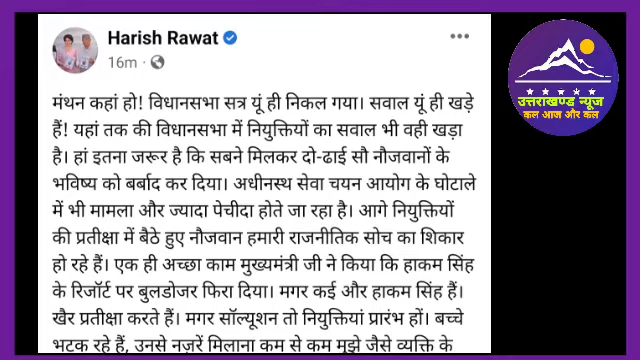 Harish Rawat
16m ·
मंथन कहां हो! विधानसभा सत्र यूं ही निकल गया। सवाल यूं ही खड़े
हैं! यहां तक की विधानसभा में नियुक्तियों का सवाल भी वही खड़ा
है। हां इतना जरूर है कि सबने मिलकर दो-ढाई सौ नौजवानों के
भविष्य को बर्बाद कर दिया। अधीनस्थ सेवा चयन आयोग के घोटाले
में भी मामला और ज्यादा पेचीदा होते जा रहा है। आगे नियुक्तियों
की प्रतीक्षा में बैठे हुए नौजवान हमारी राजनीतिक सोच का शिकार
हो रहे हैं। एक ही अच्छा काम मुख्यमंत्री जी ने किया कि हाकम सिंह
के रिजॉर्ट पर बुलडोजर फिरा दिया। मगर कई और हाकम सिंह हैं।
खैर प्रतीक्षा करते हैं। मगर सॉल्यूशन तो नियुक्तियां प्रारंभ हों। बच्चे
भटक रहे हैं, उनसे नज़रें मिलाना कम से कम मुझे जैसे व्यक्ति के
उत्तराखण्ड न्यूज
कल आज और कल